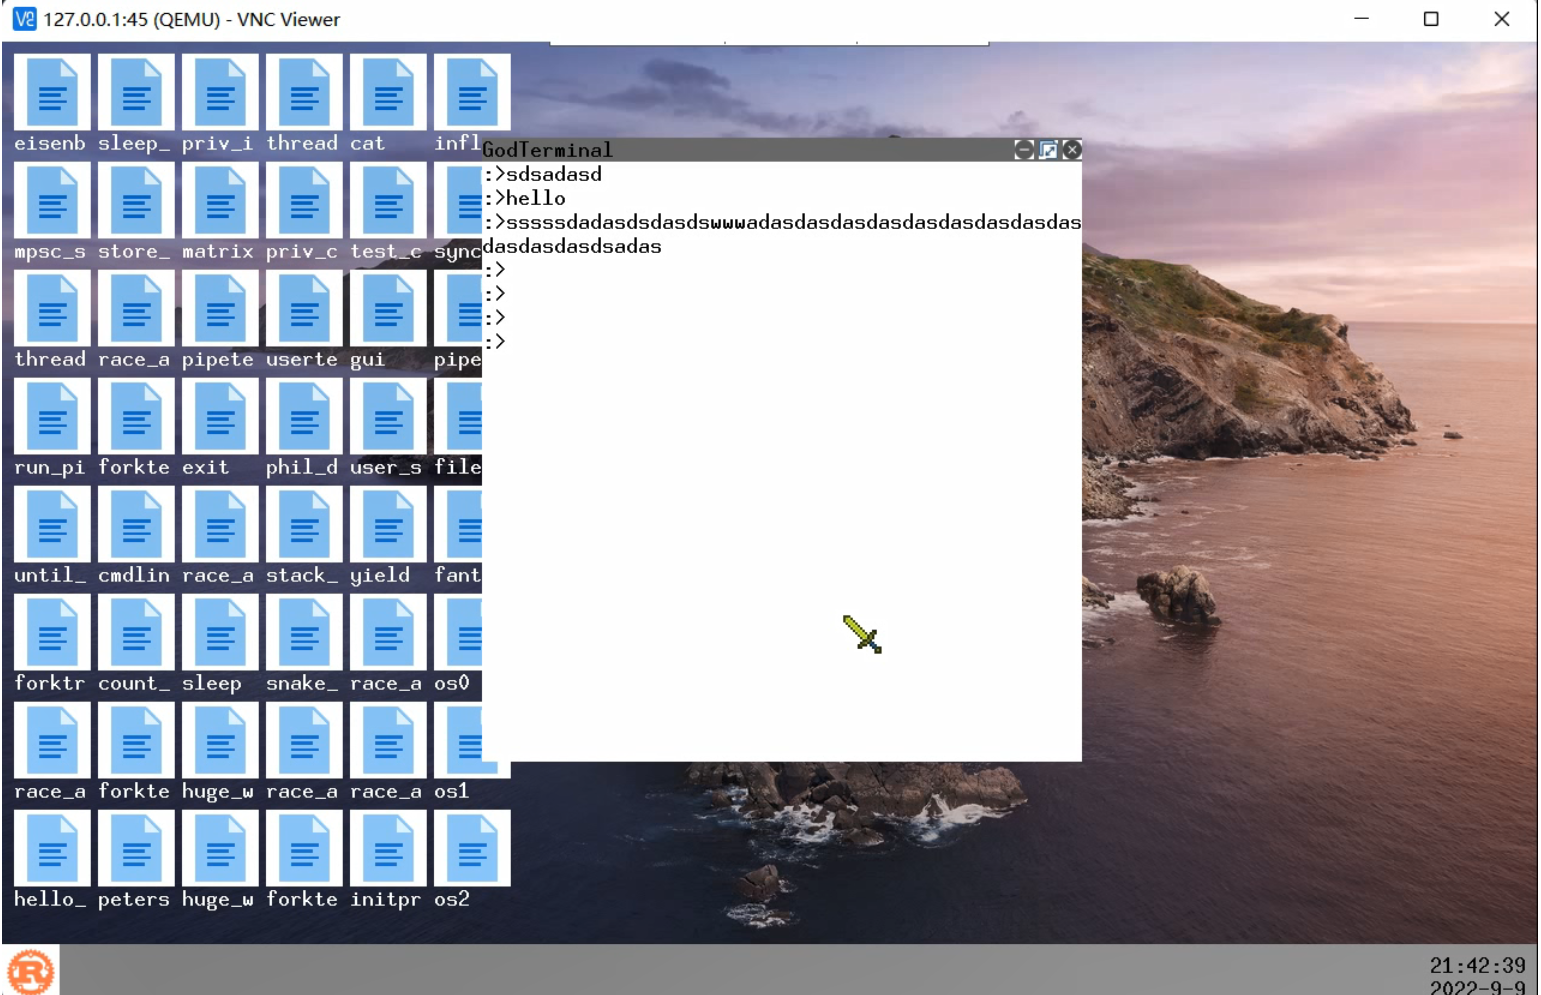 127.0.0.1:45 (QEMU) - VNC Viewer
eisenb sleep_ priv_i thread cat infl
mpsc_s store_ matrix priv_c test_c sync
thread race_a pipete userte gui pipe
run_pi forkte exit phil_d user_s file
until_ cmdlin race_a stack_ yield fant
forktr count_ sleep snake_ race_a os0
race_a forkte huge_w race_a race_a os1
hello_ peters huge_w forkte initpr os2
GodTerminal
:>sdsadasd
:>hello
:>sssssdadasdsdasdswwwadasdasdasdasdasdasdasdasdas
dasdasdasdsadas
:>
:>
:>
:>
R
21:42:39
2022-9-9